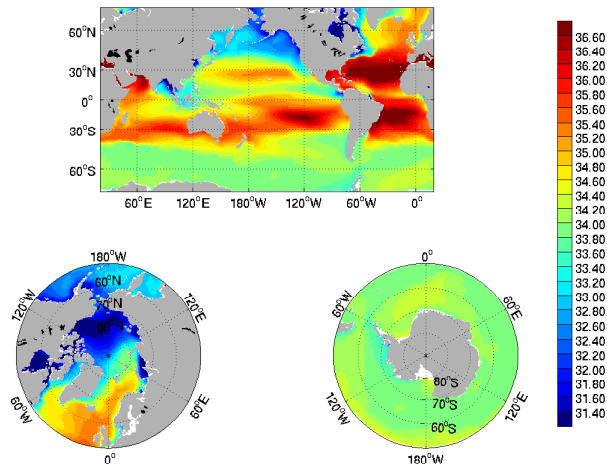 60°N
30°N
0°
30°S
60°S
60°E
120°E
180°W
120°W
60°W
0°
36.60
36.40
36.20
36.00
35.80
35.60
35.40
35.20
35.00
34.80
34.60
34.40
34.20
34.00
33.80
33.60
33.40
33.20
33.00
32.80
32.60
32.40
32.20
32.00
31.80
31.60
31.40
180°W
120°W
120°E
60°N
70°N
80°N
60°W
60°E
0°
0°
60°W
60°E
80°S
70°S
60°S
120°W
120°E
180°W